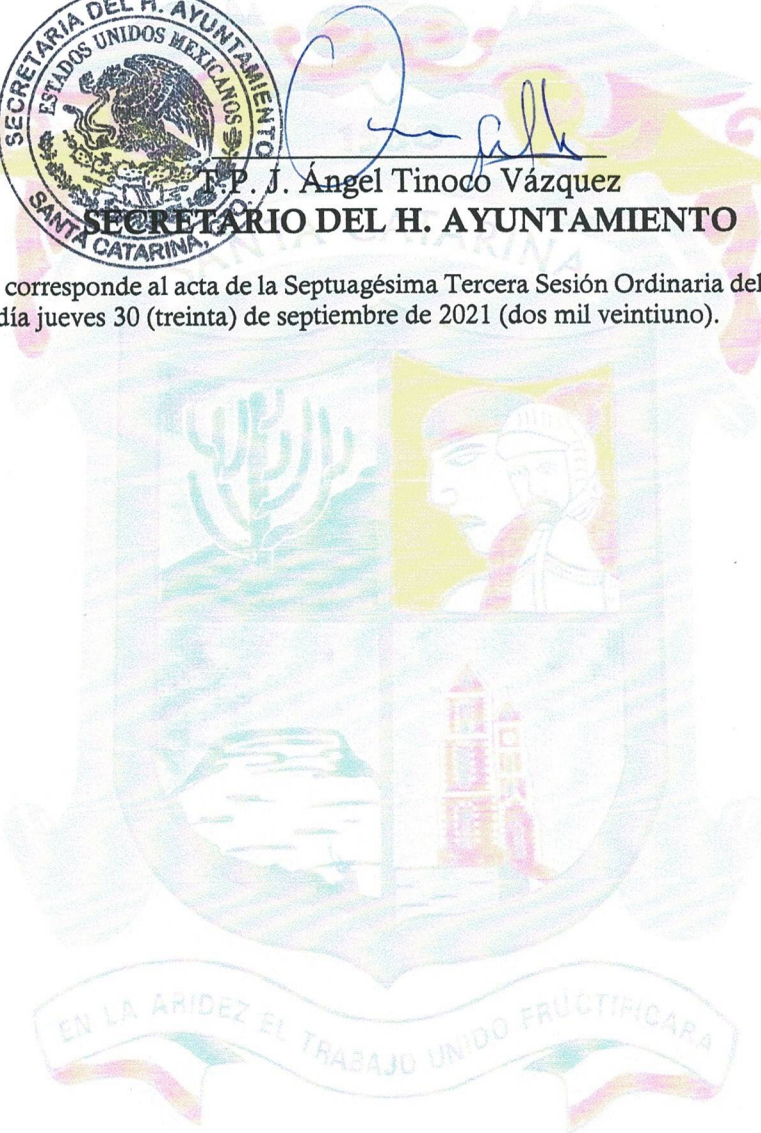 SECRETARIA DEL H. AYUNTAMIENTO
ESTADOS UNIDOS MEXICANOS
SANTA CATARINA,
T.P. J. Ángel Tinoco Vázquez
SECRETARIO DEL H. AYUNTAMIENTO
SANTA CATARINA
corresponde al acta de la Septuagésima Tercera Sesión Ordinaria del
día jueves 30 (treinta) de septiembre de 2021 (dos mil veintiuno).
EN LA ARIDEZ EL TRABAJO UNIDO FRUCTIFICARA